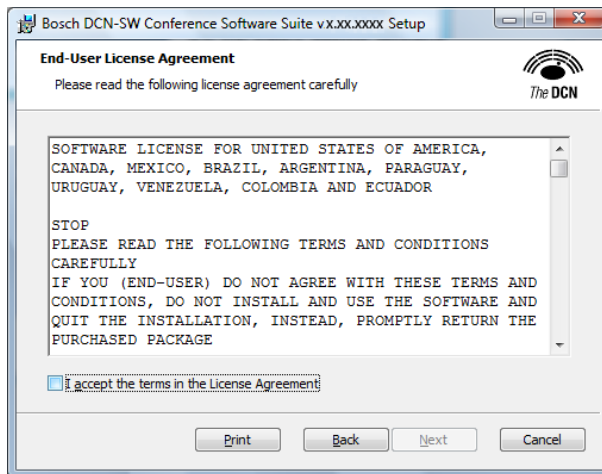 Bosch DCN-SW Conference Software Suite vx.xx.xxxx Setup
End-User License Agreement
Please read the following license agreement carefully
The DCN
SOFTWARE LICENSE FOR UNITED STATES OF AMERICA,
CANADA, MEXICO, BRAZIL, ARGENTINA, PARAGUAY,
URUGUAY, VENEZUELA, COLOMBIA AND ECUADOR
STOP
PLEASE READ THE FOLLOWING TERMS AND CONDITIONS
CAREFULLY
IF YOU (END-USER) DO NOT AGREE WITH THESE TERMS AND
CONDITIONS, DO NOT INSTALL AND USE THE SOFTWARE AND
QUIT THE INSTALLATION, INSTEAD, PROMPTLY RETURN THE
PURCHASED PACKAGE
I accept the terms in the License Agreement
Print Back Next Cancel